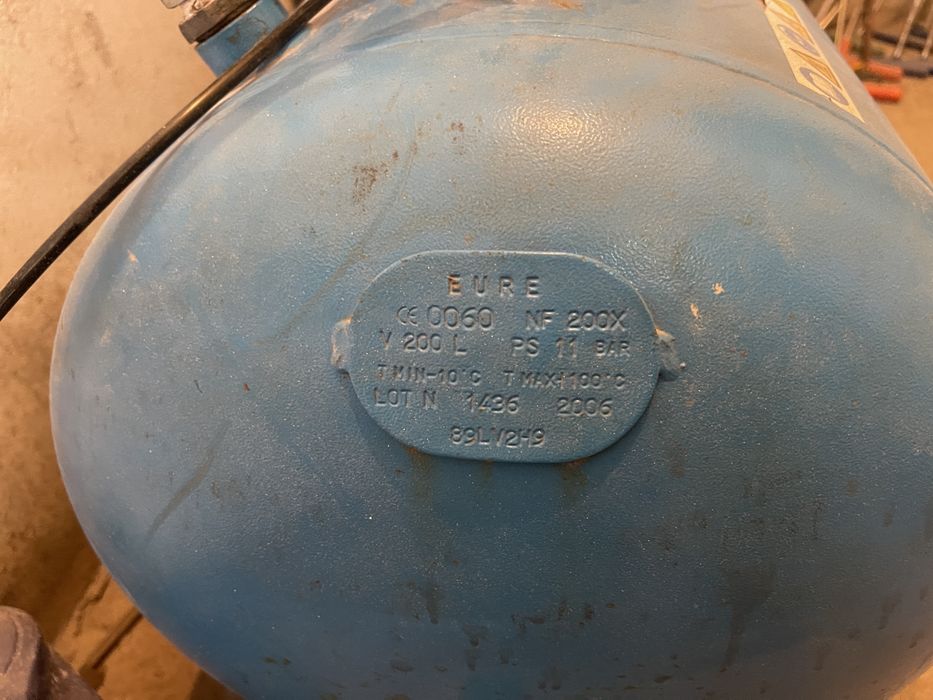 EURE
CE 0060 NF 200X
V 200 L PS 11 BAR
T MIN-10°C T MAX+100°C
LOT N 1436 2006
89LV2H9